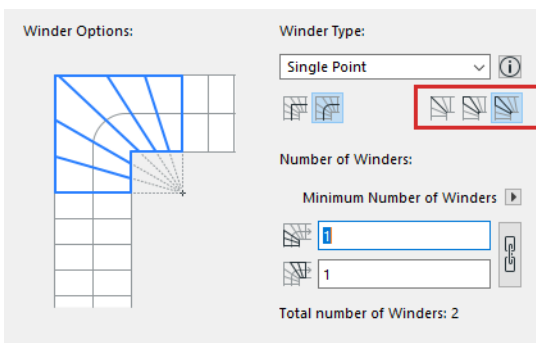 Winder Options:
Winder Type:
Single Point
Number of Winders:
Minimum Number of Winders
1
1
Total number of Winders: 2